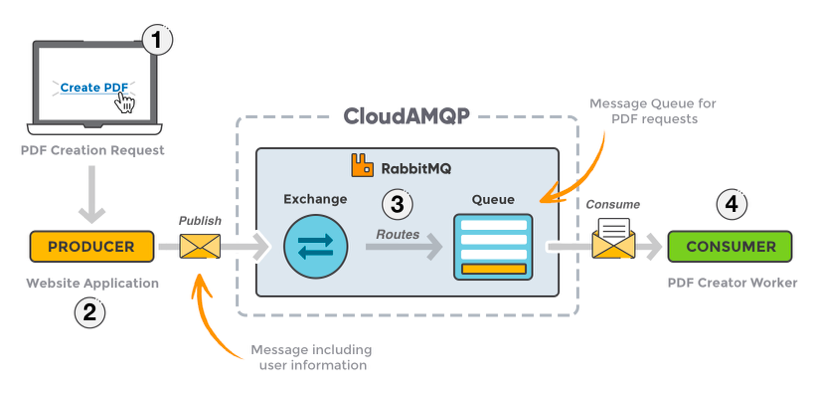 1
Create PDF
PDF Creation Request
CloudAMQP
Message Queue for
PDF requests
RabbitMQ
Exchange
3
Queue
Consume
4
Publish
Routes
PRODUCER
CONSUMER
Website Application
PDF Creator Worker
2
Message including
user information